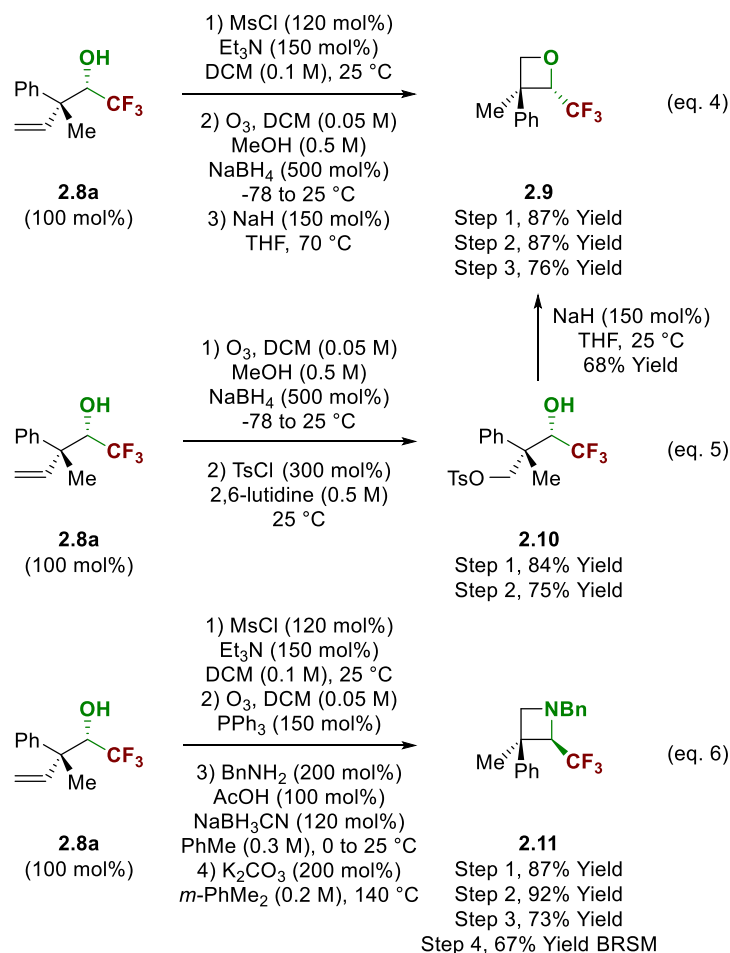 1) MsCl (120 mol%)
Et3N (150 mol%)
DCM (0.1 M), 25 °C
OH
Ph
CF3
Me
2) O3, DCM (0.05 M)
MeOH (0.5 M)
NaBH4 (500 mol%)
-78 to 25 °C
3) NaH (150 mol%)
THF, 70 °C
2.8a
(100 mol%)
O
Me
Ph
CF3
(eq. 4)
2.9
Step 1, 87% Yield
Step 2, 87% Yield
Step 3, 76% Yield
NaH (150 mol%)
THF, 25 °C
68% Yield
1) O3, DCM (0.05 M)
MeOH (0.5 M)
NaBH4 (500 mol%)
-78 to 25 °C
OH
Ph
CF3
Me
2) TsCl (300 mol%)
2,6-lutidine (0.5 M)
25 °C
2.8a
(100 mol%)
OH
Ph
CF3
TsO
Me
(eq. 5)
2.10
Step 1, 84% Yield
Step 2, 75% Yield
1) MsCl (120 mol%)
Et3N (150 mol%)
DCM (0.1 M), 25 °C
2) O3, DCM (0.05 M)
PPh3 (150 mol%)
OH
Ph
CF3
Me
3) BnNH2 (200 mol%)
AcOH (100 mol%)
NaBH3CN (120 mol%)
PhMe (0.3 M), 0 to 25 °C
4) K2CO3 (200 mol%)
m-PhMe2 (0.2 M), 140 °C
2.8a
(100 mol%)
NBn
Me
Ph
CF3
(eq. 6)
2.11
Step 1, 87% Yield
Step 2, 92% Yield
Step 3, 73% Yield
Step 4, 67% Yield BRSM